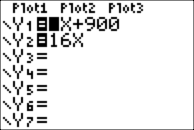 Plot1 Plot2 Plot3
\Y1=█X+900
\Y2=16X
\Y3=
\Y4=
\Y5=
\Y6=
\Y7=